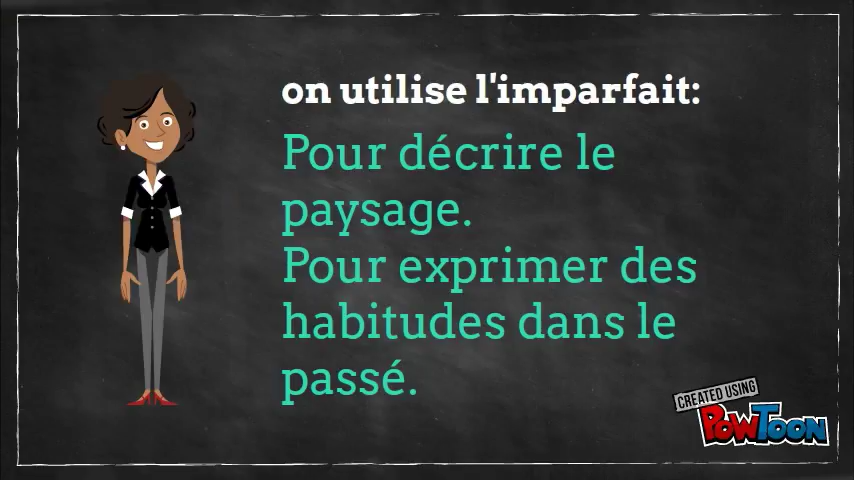 on utilise l'imparfait:
Pour décrire le
paysage.
Pour exprimer des
habitudes dans le
passé.
CREATED USING
POWTOON